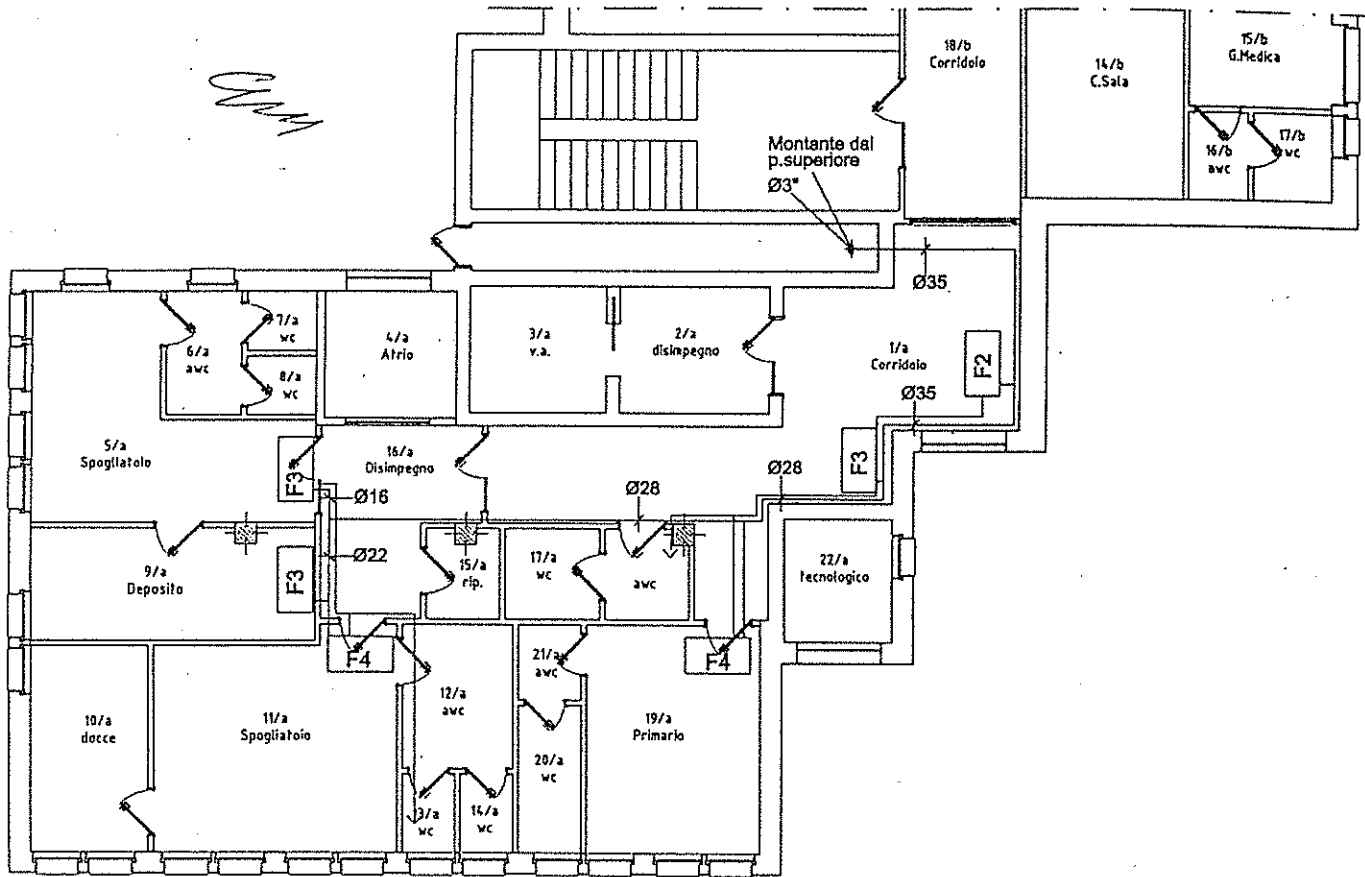 18/b
Corridoio
14/b
C.Sala
15/b
G.Medica
16/b
awc
17/b
wc
Montante dal
p.superiore
Ø3"
Ø35
7/a
wc
6/a
awc
8/a
wc
4/a
Atrio
3/a
v.a.
2/a
disimpegno
1/a
Corridoio
F2
Ø35
5/a
Spogliatoio
F3
16/a
Disimpegno
Ø16
Ø28
Ø28
F3
9/a
Deposito
F3
Ø22
15/a
rip.
17/a
wc
awc
22/a
tecnologico
F4
F4
10/a
docce
11/a
Spogliatoio
12/a
awc
21/a
awc
19/a
Primario
20/a
wc
3/a
wc
14/a
wc